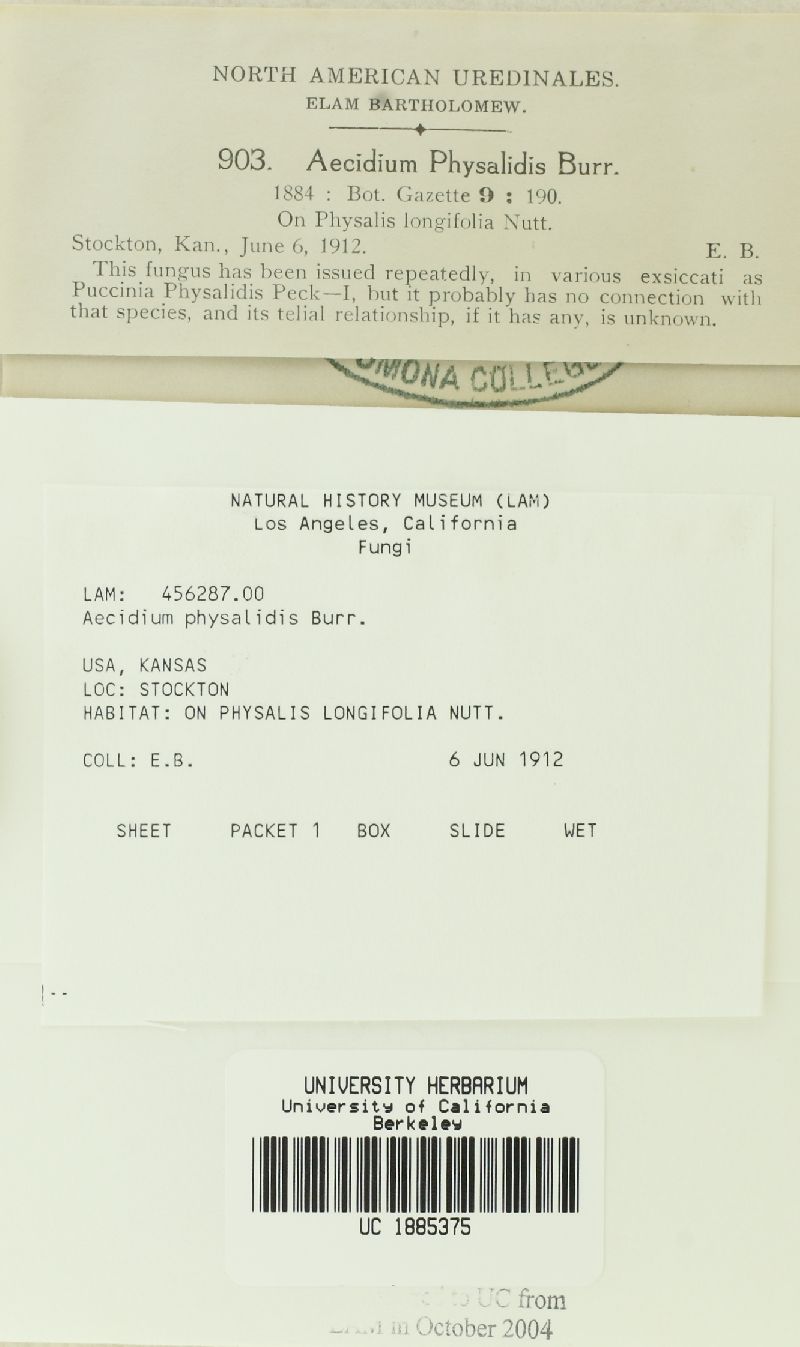 NORTH AMERICAN UREDINALES.
ELAM BARTHOLOMEW.
903. Aecidium Physalidis Burr.
1884 : Bot. Gazette 9 : 190.
On Physalis longifolia Nutt.
Stockton, Kan., June 6, 1912. E. B.
This fungus has been issued repeatedly, in various exsiccati as
Puccinia Physalidis Peck—I, but it probably has no connection with
that species, and its telial relationship, if it has any, is unknown.
OMONA COLLEG
NATURAL HISTORY MUSEUM (LAM)
Los Angeles, California
Fungi
LAM: 456287.00
Aecidium physalidis Burr.
USA, KANSAS
LOC: STOCKTON
HABITAT: ON PHYSALIS LONGIFOLIA NUTT.
COLL: E.B. 6 JUN 1912
SHEET PACKET 1 BOX SLIDE WET
UNIVERSITY HERBARIUM
University of California
Berkeley
UC 1885375
to UC from
in October 2004